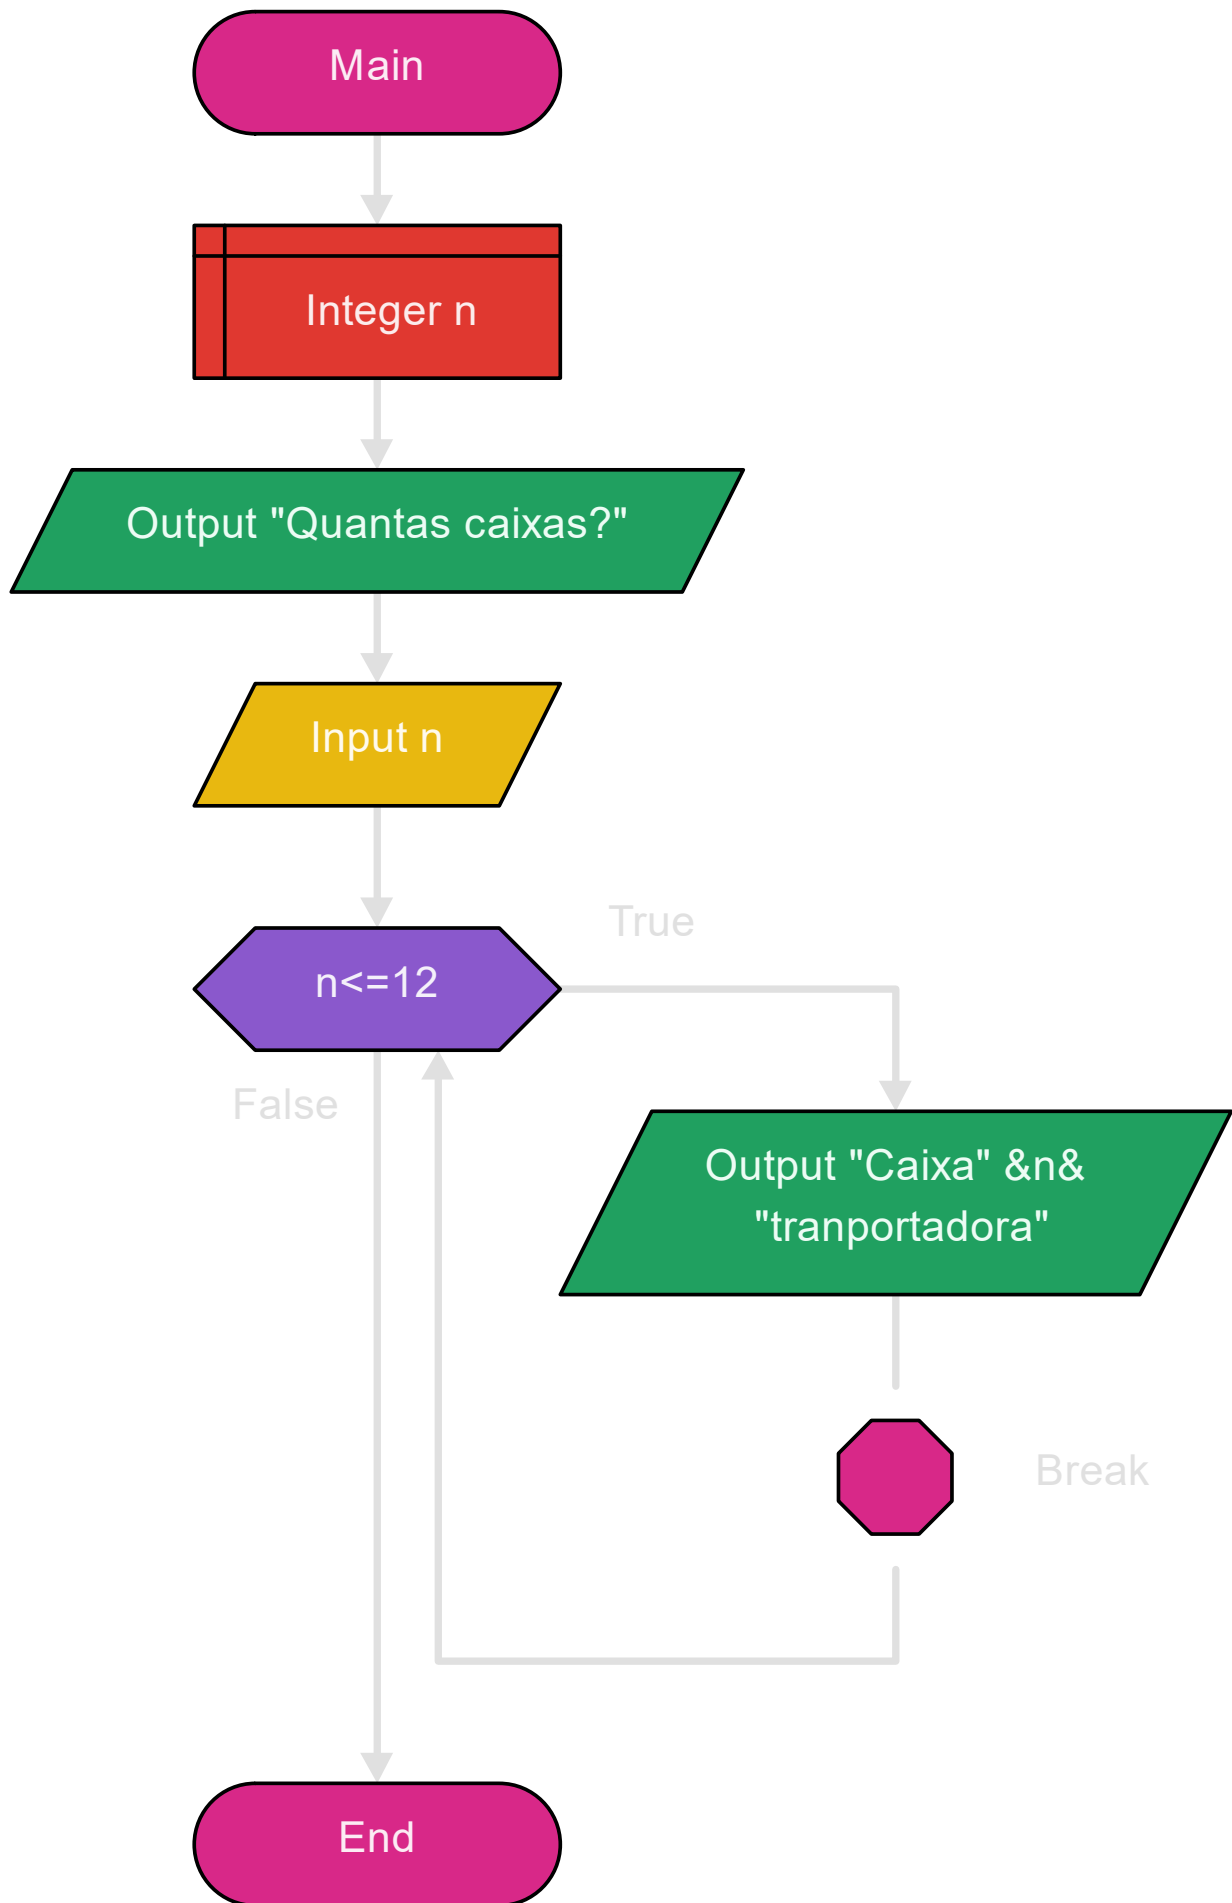 Main
Integer n
Output "Quantas caixas?"
Input n
True
n<=12
False
Output "Caixa" &n&
"tranportadora"
Break
End